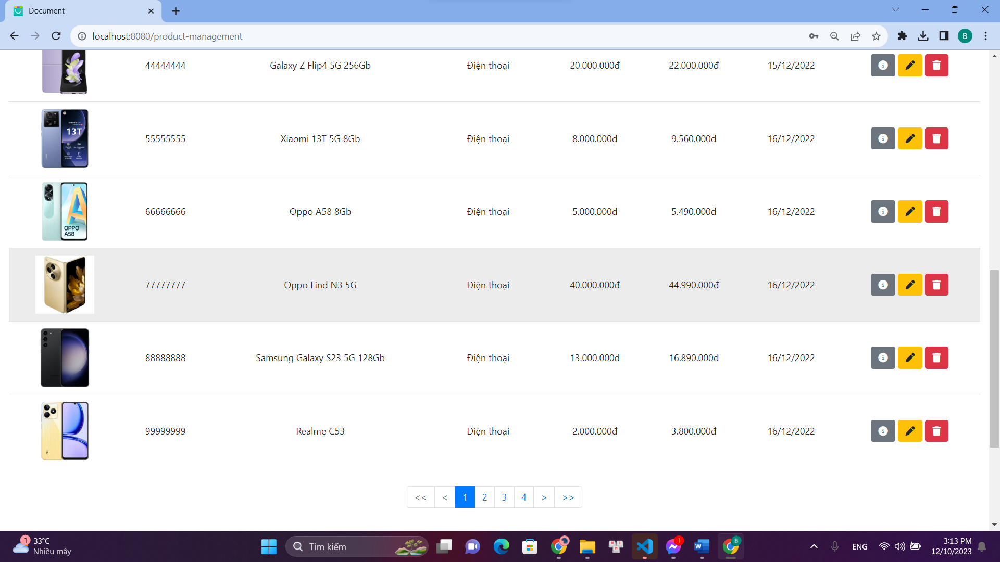 Document
localhost:8080/product-management
B
44444444 Galaxy Z Flip4 5G 256Gb Điện thoại 20.000.000đ 22.000.000đ 15/12/2022
13T
55555555 Xiaomi 13T 5G 8Gb Điện thoại 8.000.000đ 9.560.000đ 16/12/2022
OPPO
A58
66666666 Oppo A58 8Gb Điện thoại 5.000.000đ 5.490.000đ 16/12/2022
77777777 Oppo Find N3 5G Điện thoại 40.000.000đ 44.990.000đ 16/12/2022
88888888 Samsung Galaxy S23 5G 128Gb Điện thoại 13.000.000đ 16.890.000đ 16/12/2022
99999999 Realme C53 Điện thoại 2.000.000đ 3.800.000đ 16/12/2022
<< < 1 2 3 4 > >>
1
33°C
Nhiều mây
Tìm kiếm
1
W
B
ENG
3:13 PM
12/10/2023